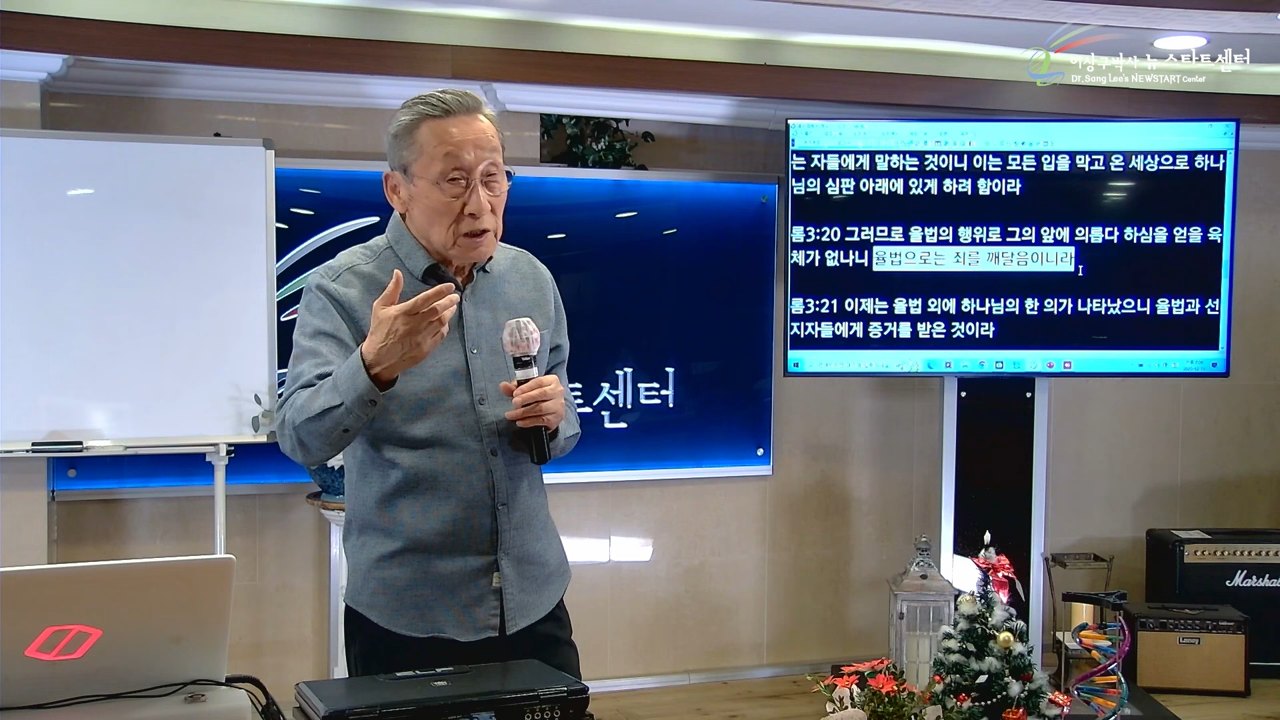 이상구박사 뉴스타트센터
Dr. Sang Lee's NEWSTART Center
는 자들에게 말하는 것이니 이는 모든 입을 막고 온 세상으로 하나
님의 심판 아래에 있게 하려 함이라
롬3:20 그러므로 율법의 행위로 그의 앞에 의롭다 하심을 얻을 육
체가 없나니 율법으로는 죄를 깨달음이니라
롬3:21 이제는 율법 외에 하나님의 한 의가 나타났으니 율법과 선
지자들에게 증거를 받은 것이라
트센터
Marshall
Laney